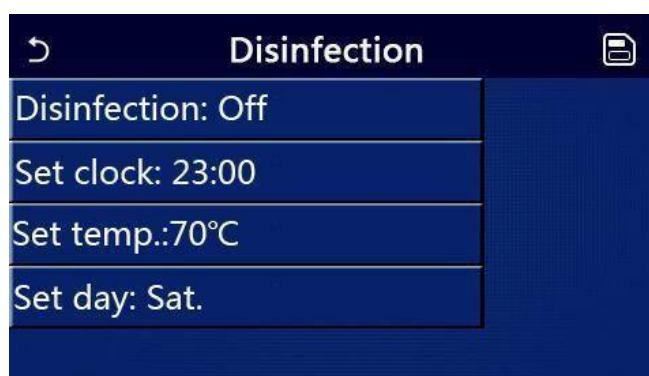 Disinfection
Disinfection: Off
Set clock: 23:00
Set temp.:70℃
Set day: Sat.